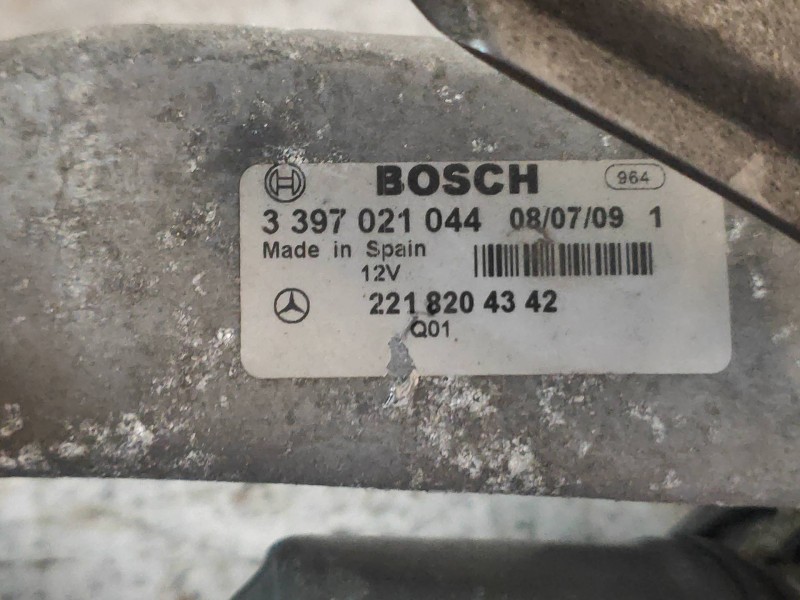 BOSCH 964
3 397 021 044 08/07/09 1
Made in Spain
12V
221 820 43 42
Q01